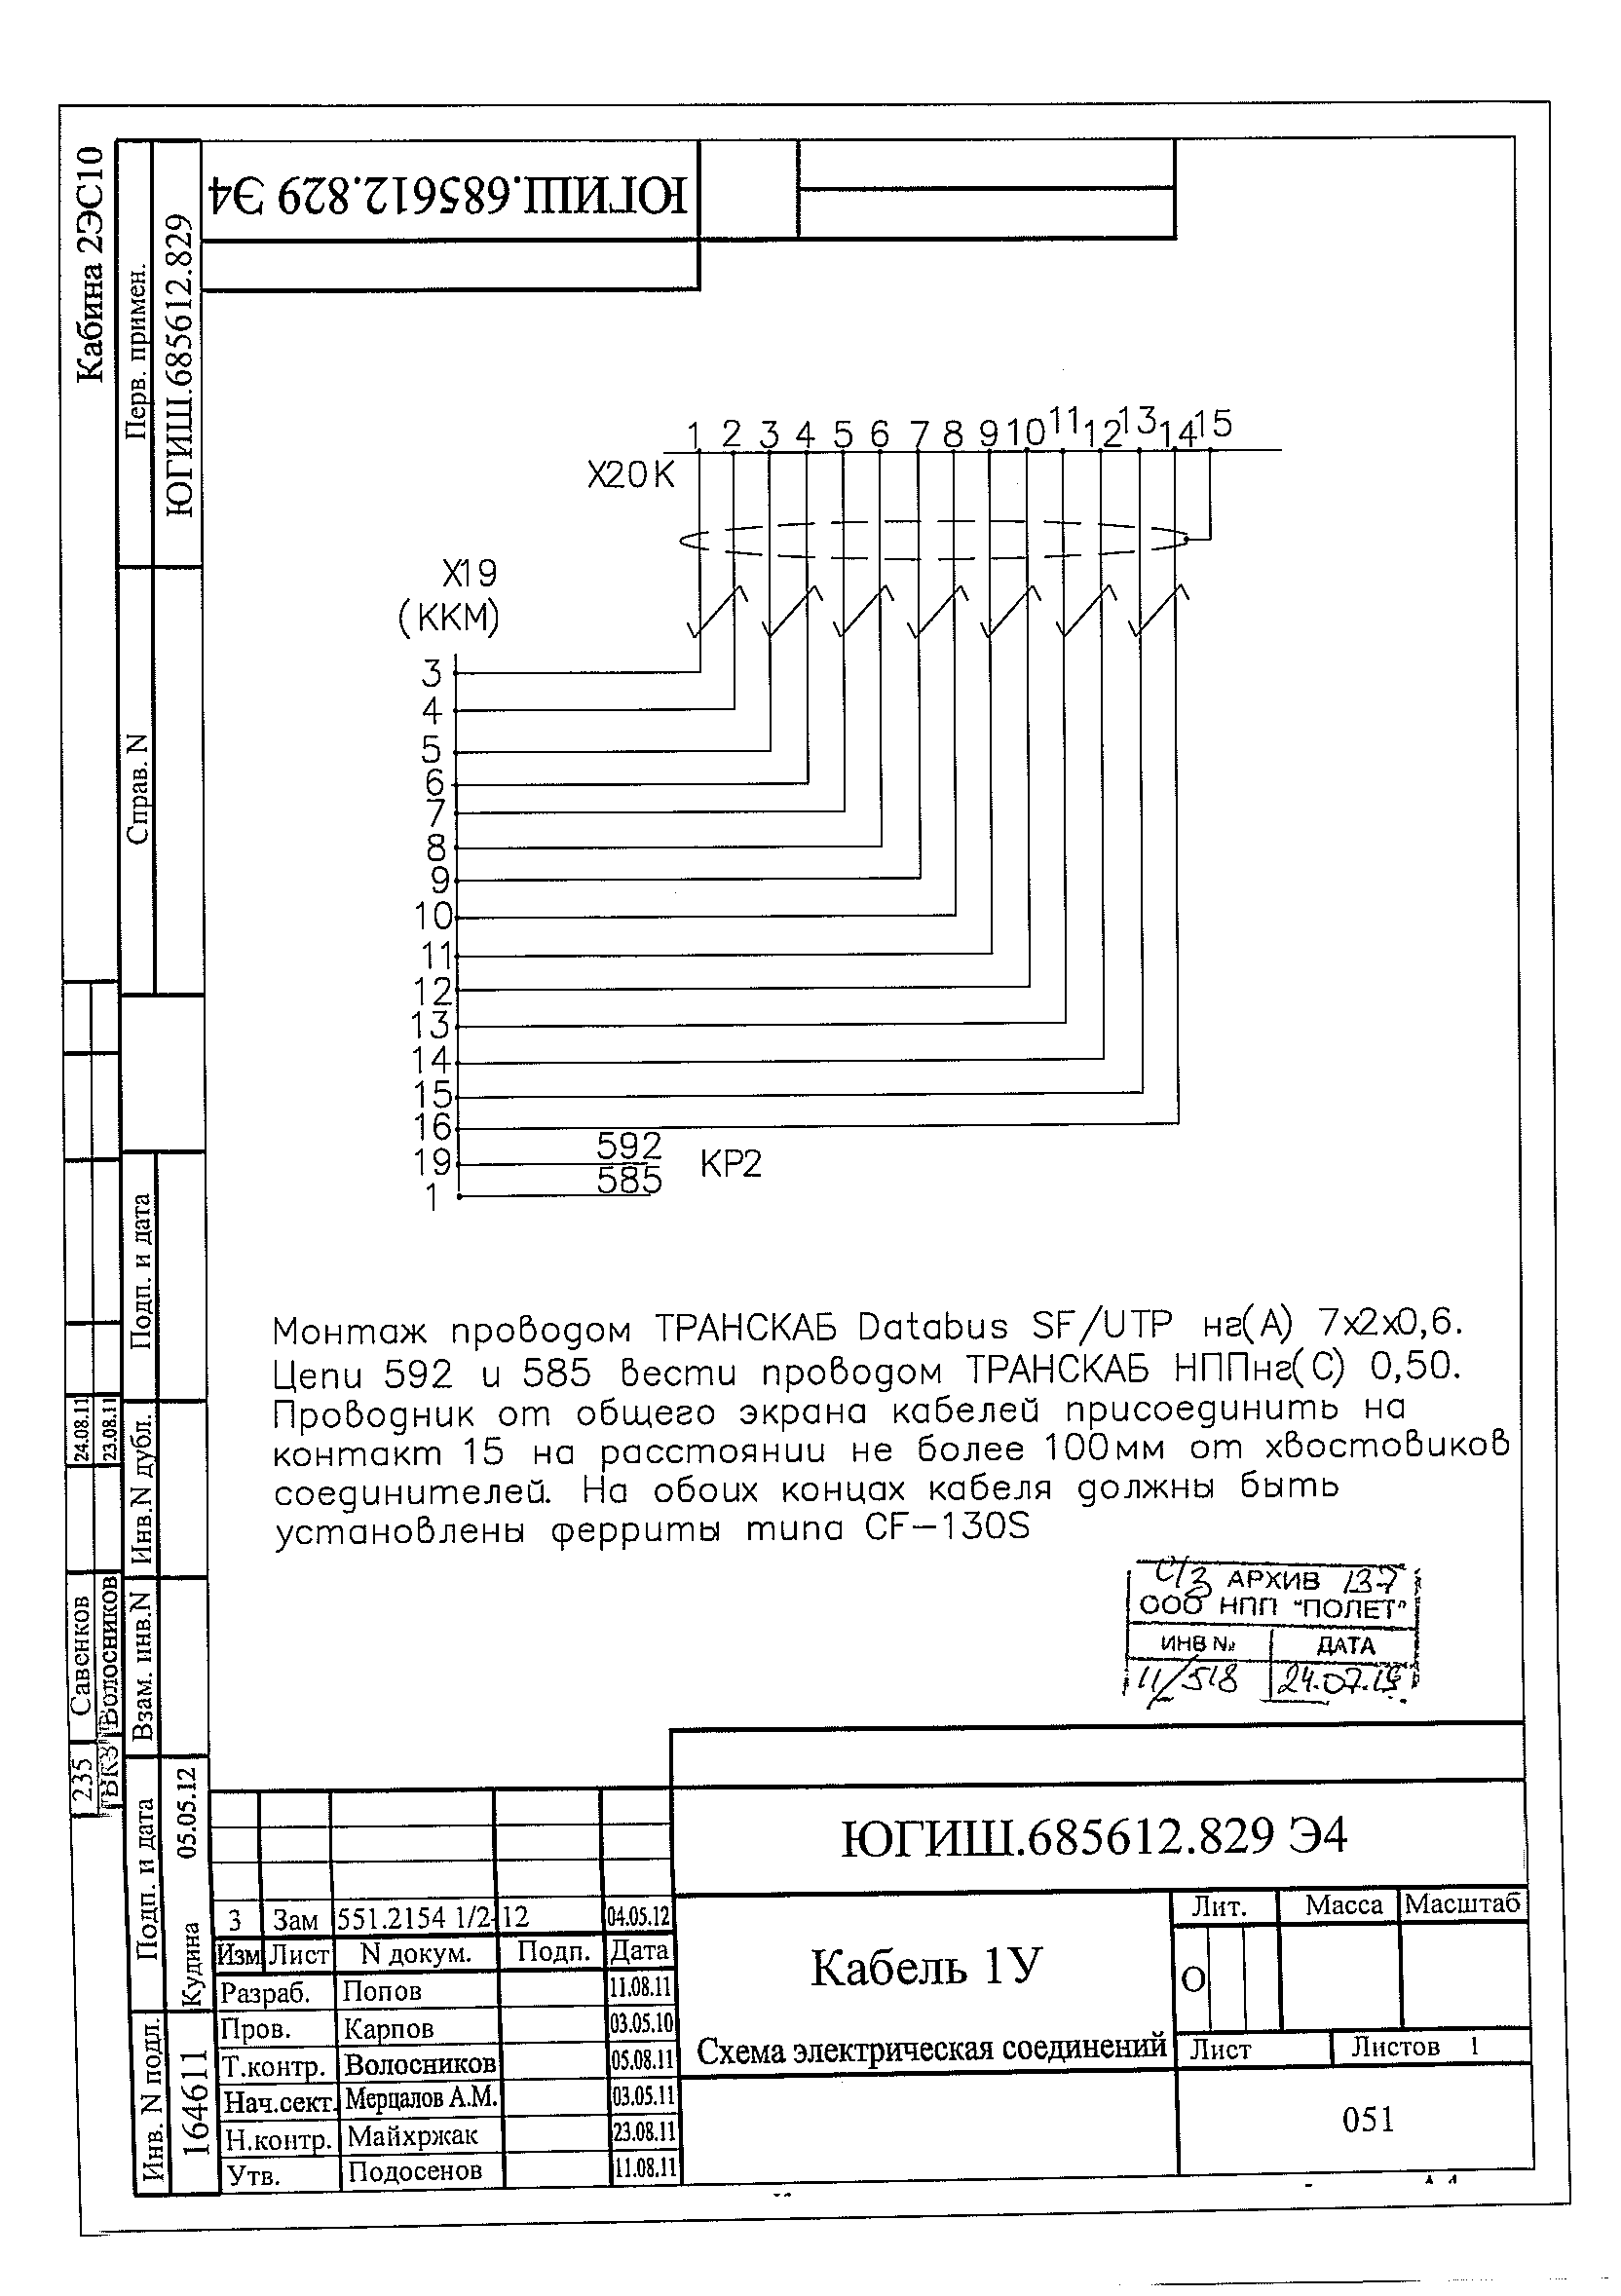 Кабина 2ЭС10
Перв. примен.
ЮГИШ.685612.829
ЮГИШ.685612.829 Э4
Справ. N
1 2 3 4 5 6 7 8 9 10 11 12 13 14 15
X20K
X19
(ККМ)
3
4
5
6
7
8
9
10
11
12
13
14
15
16
19 592 КР2
1 585
Монтаж проводом ТРАНСКАБ Databus SF/UTP нг(А) 7х2х0,6.
Цепи 592 и 585 вести проводом ТРАНСКАБ НППнг(С) 0,50.
Проводник от общего экрана кабелей присоединить на
контакт 15 на расстоянии не более 100мм от хвостовиков
соединителей. На обоих концах кабеля должны быть
установлены ферриты типа CF-130S
АРХИВ 137
ООО НПП "ПОЛЕТ"
ИНВ № ДАТА
11/518 24.07.
Подп. и дата
Инв.N дубл.
Взам. инв.N
Подп. и дата
Кудина 05.05.12
Инв. N подл.
164611
24.08.11
23.08.11
235 Савенков
Волосников
ЮГИШ.685612.829 Э4
3 Зам 551.2154 1/2-12 04.05.12
Изм Лист N докум. Подп. Дата
Разраб. Попов 11.08.11
Пров. Карпов 03.05.10
Т.контр. Волосников 05.08.11
Нач.сект. Мерцалов А.М. 03.05.11
Н.контр. Майхржак 23.08.11
Утв. Подосенов 11.08.11
Кабель 1У
Схема электрическая соединений
Лит. Масса Масштаб
О
Лист Листов 1
051